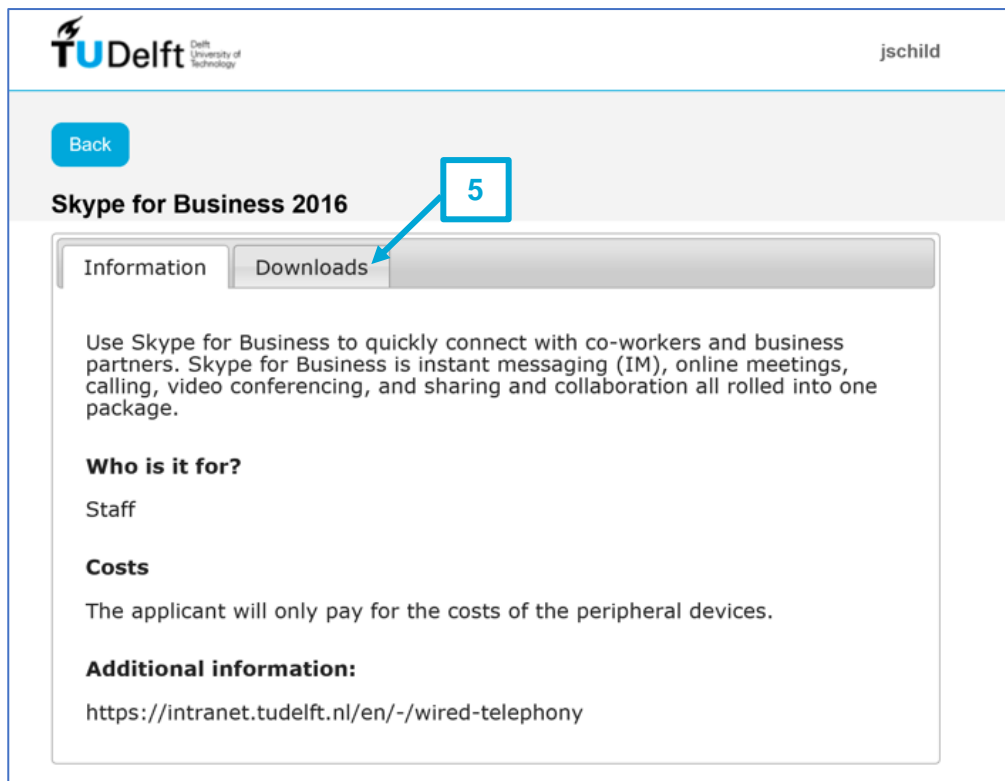 TUDelft
Delft
University of
Technology
jschild
Back
5
Skype for Business 2016
Information
Downloads
Use Skype for Business to quickly connect with co-workers and business
partners. Skype for Business is instant messaging (IM), online meetings,
calling, video conferencing, and sharing and collaboration all rolled into one
package.
Who is it for?
Staff
Costs
The applicant will only pay for the costs of the peripheral devices.
Additional information:
https://intranet.tudelft.nl/en/-/wired-telephony